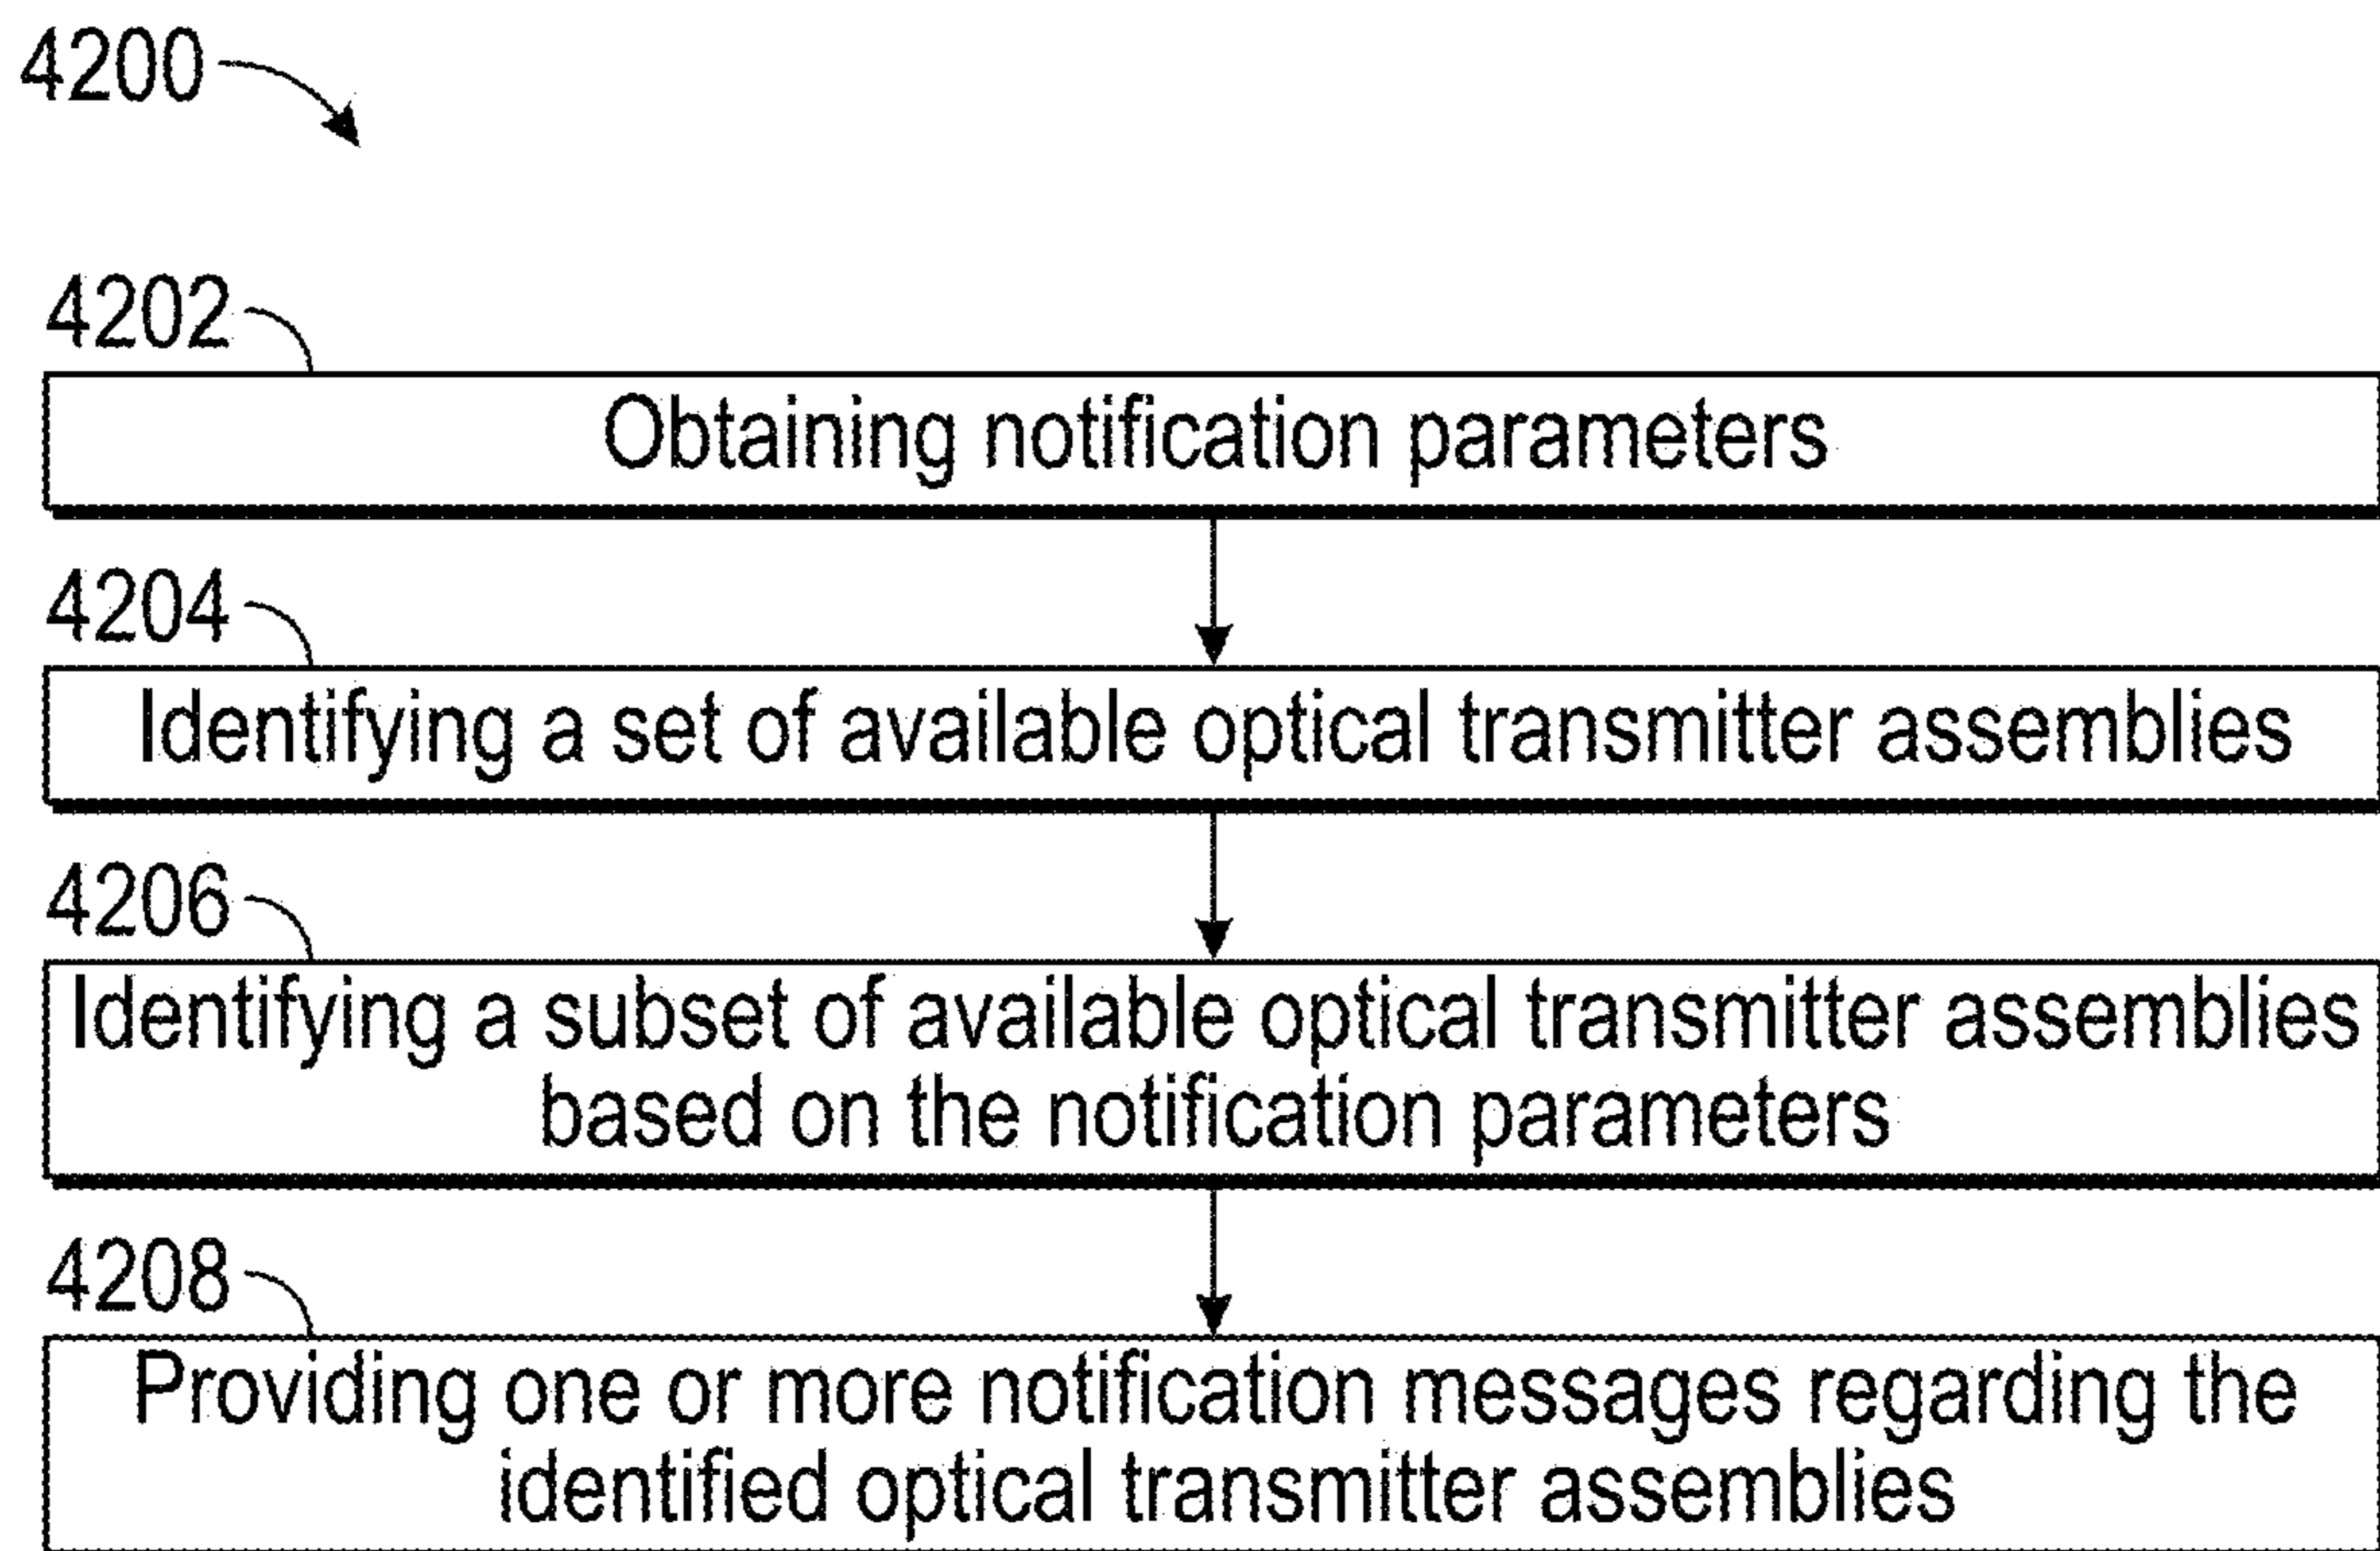 4200
4202
Obtaining notification parameters
4204
Identifying a set of available optical transmitter assemblies
4206
Identifying a subset of available optical transmitter assemblies
based on the notification parameters
4208
Providing one or more notification messages regarding the
identified optical transmitter assemblies